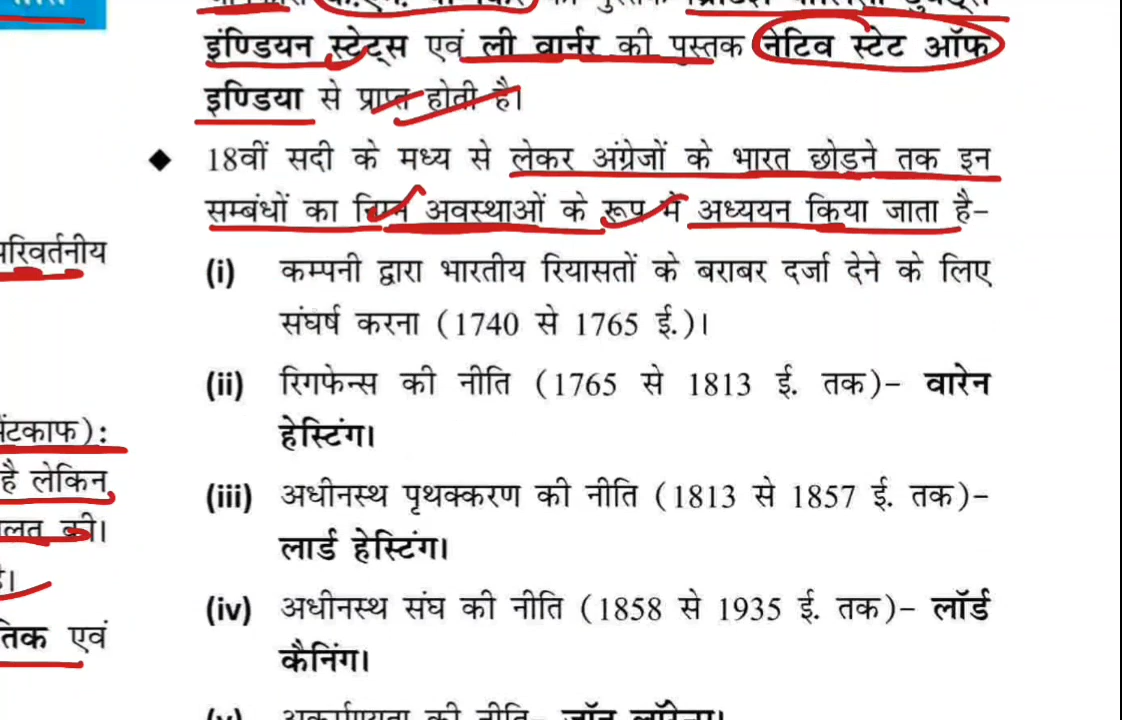 इंण्डियन स्टेट्स एवं ली वार्नर की पुस्तक नेटिव स्टेट ऑफ
इण्डिया से प्राप्त होती है।
◆ 18वीं सदी के मध्य से लेकर अंग्रेजों के भारत छोड़ने तक इन
सम्बंधों का निम्न अवस्थाओं के रूप में अध्ययन किया जाता है–
(i) कम्पनी द्वारा भारतीय रियासतों के बराबर दर्जा देने के लिए
संघर्ष करना (1740 से 1765 ई.)।
(ii) रिगफेन्स की नीति (1765 से 1813 ई. तक)– वारेन
हेस्टिंग।
(iii) अधीनस्थ पृथक्करण की नीति (1813 से 1857 ई. तक)–
लार्ड हेस्टिंग।
(iv) अधीनस्थ संघ की नीति (1858 से 1935 ई. तक)– लॉर्ड
कैनिंग।
रिवर्तनीय
टकाफ):
है लेकिन
की।
एवं